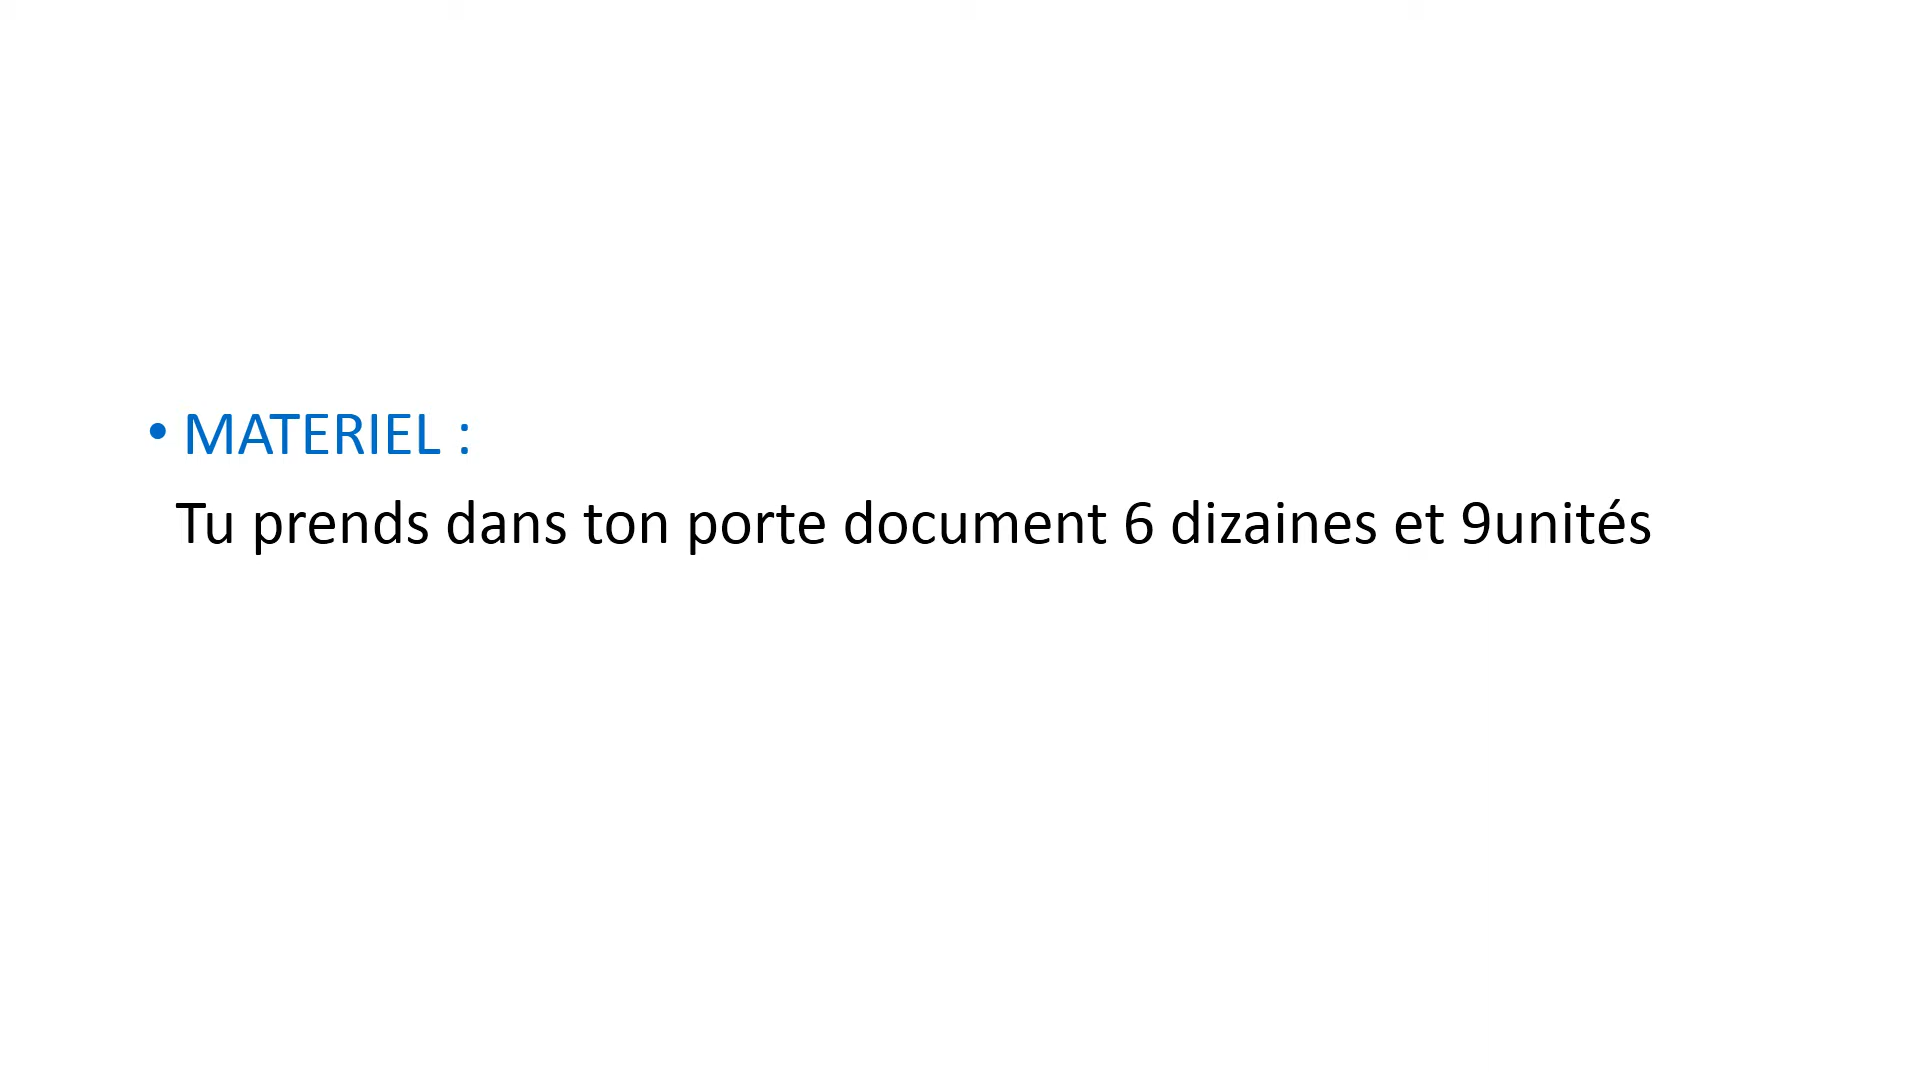 • MATERIEL :
Tu prends dans ton porte document 6 dizaines et 9unités